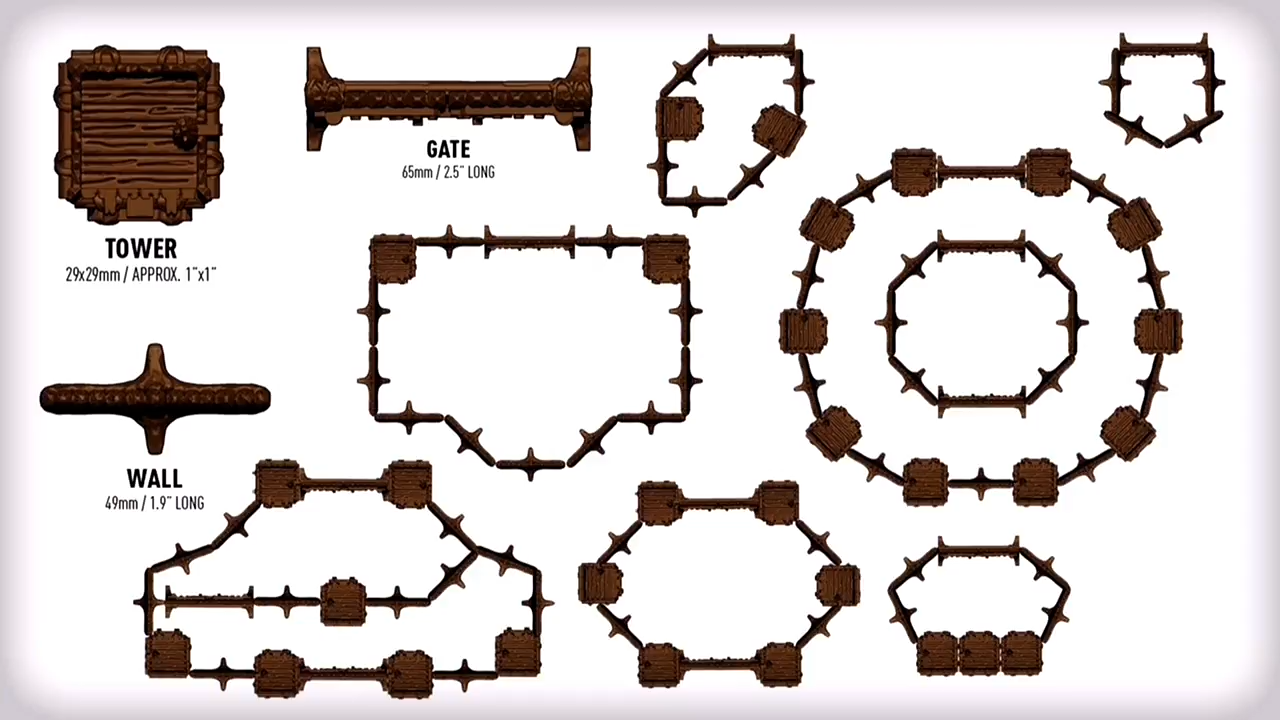 TOWER
29x29mm / APPROX. 1"x1"
GATE
65mm / 2.5" LONG
WALL
49mm / 1.9" LONG